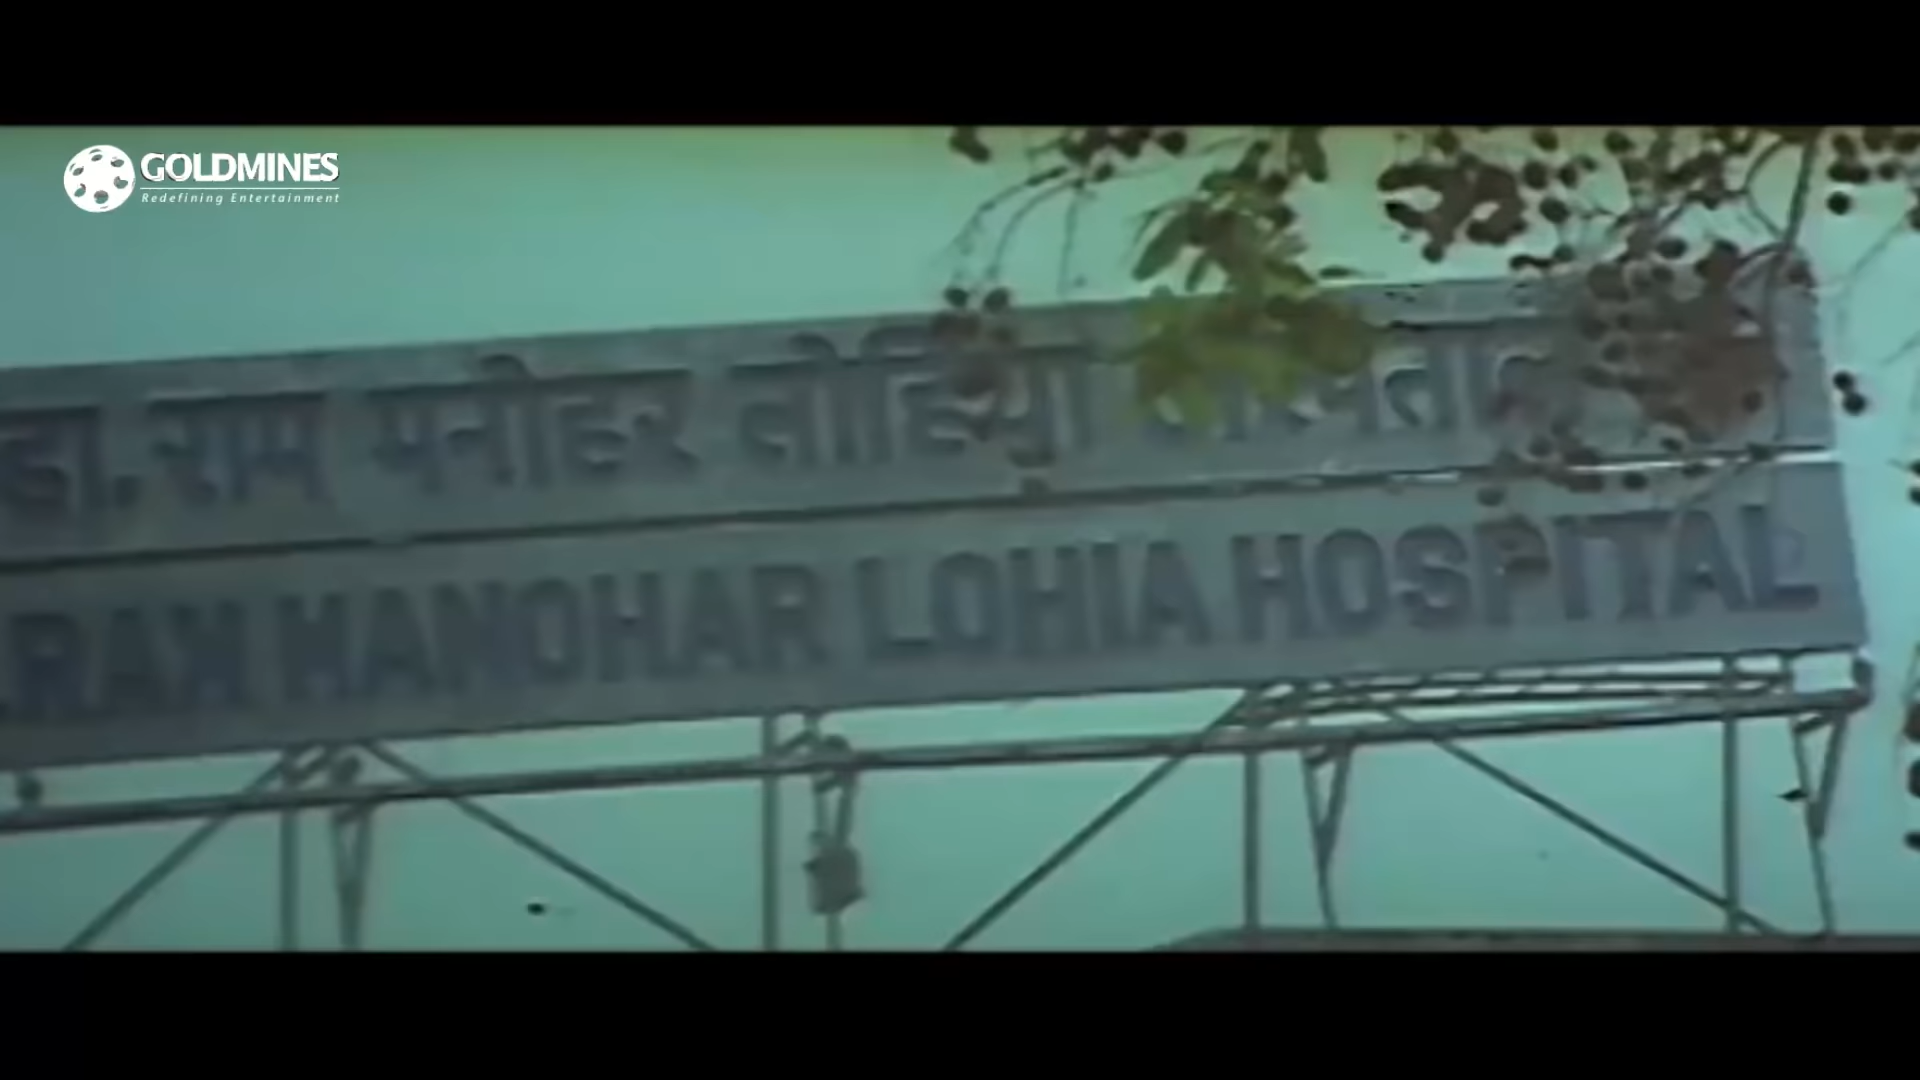 GOLDMINES
Redefining Entertainment
डा. राम मनोहर लोहिया
.RAM MANOHAR LOHIA HOSPITAL